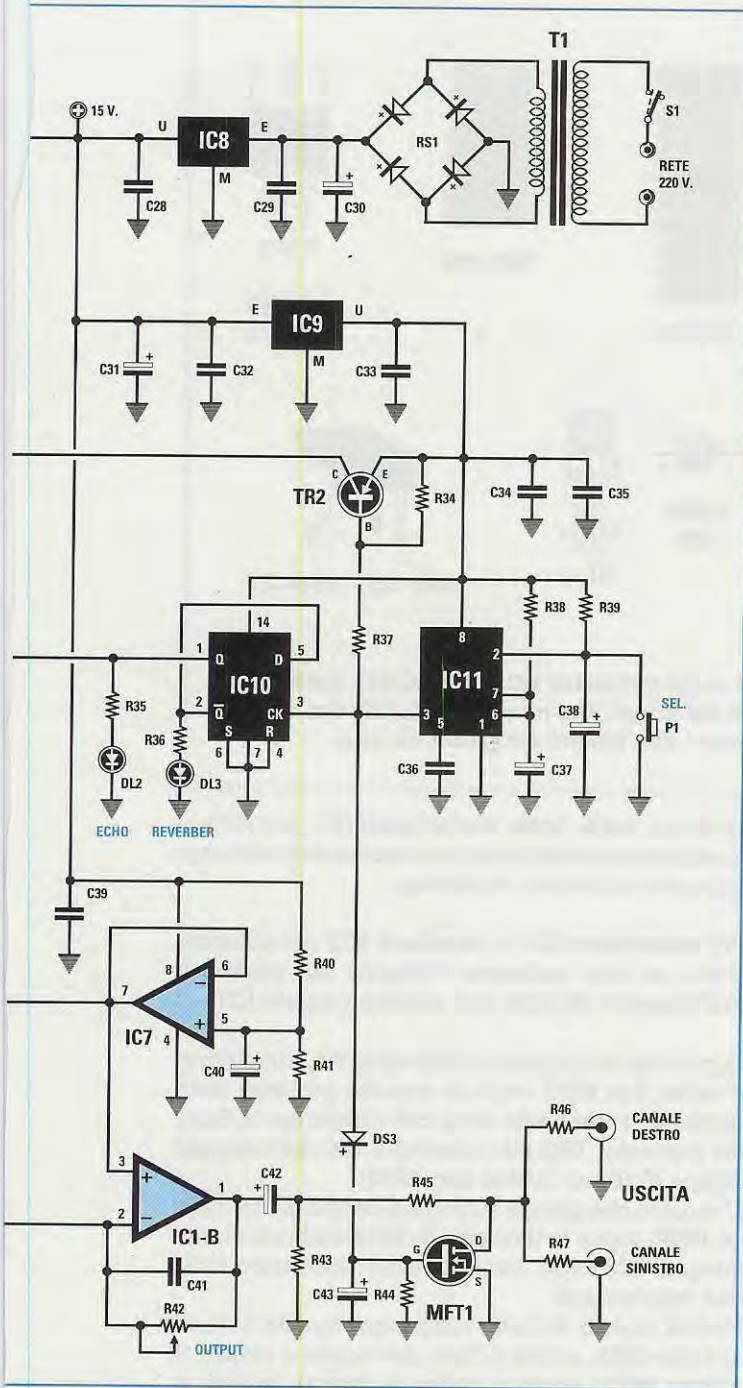 T1
15 V.
U IC8 E
RS1
S1
M
RETE
220 V.
C28 C29 C30
E IC9 U
M
C31 C32 C33
C E
TR2
R34
C34 C35
B
14
R38 R39
1 Q D 5
R37
8
2
IC10
IC11
7
SEL.
P1
R35
2 Q CK 3
3
6
C38
R36
S R
5 1
6 7 4
C36
C37
DL2 DL3
ECHO REVERBER
C39
8 6
R40
7
-
+
5
IC7
4
C40
R41
R46
CANALE
DESTRO
DS3
3
+
1
C42
R45
USCITA
2
-
IC1-B
D
R47
CANALE
SINISTRO
C41
R43
G
S
R42
C43
R44
MFT1
OUTPUT